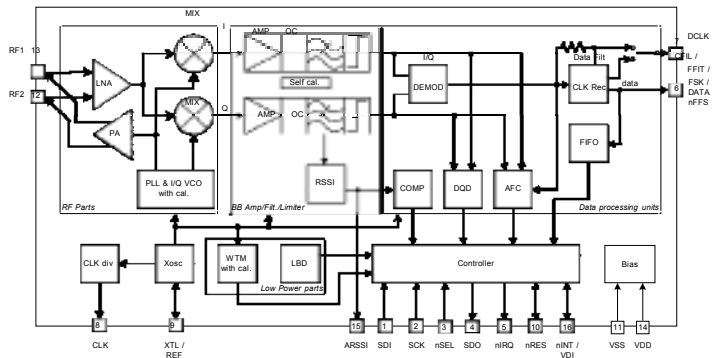 MIX
I
AMP OC
7
DCLK
CFIL /
FFIT /
FSK /
DATA
nFFS
RF1 13
I/Q
Data Filt
LNA
Self cal.
DEMOD
CLK Rec
data
6
RF2
12
MIX
Q
PA
AMP OC
FIFO
PLL & I/Q VCO
with cal.
RSSI
COMP
DQD
AFC
RF Parts
BB Amp/Filt./Limiter
Data processing units
CLK div
Xosc
WTM
with cal.
LBD
Low Power parts
Controller
Bias
8
9
15
1
2
3
4
5
10
16
11
14
CLK
XTL /
REF
ARSSI
SDI
SCK
nSEL
SDO
nIRQ
nRES
nINT /
VDI
VSS
VDD